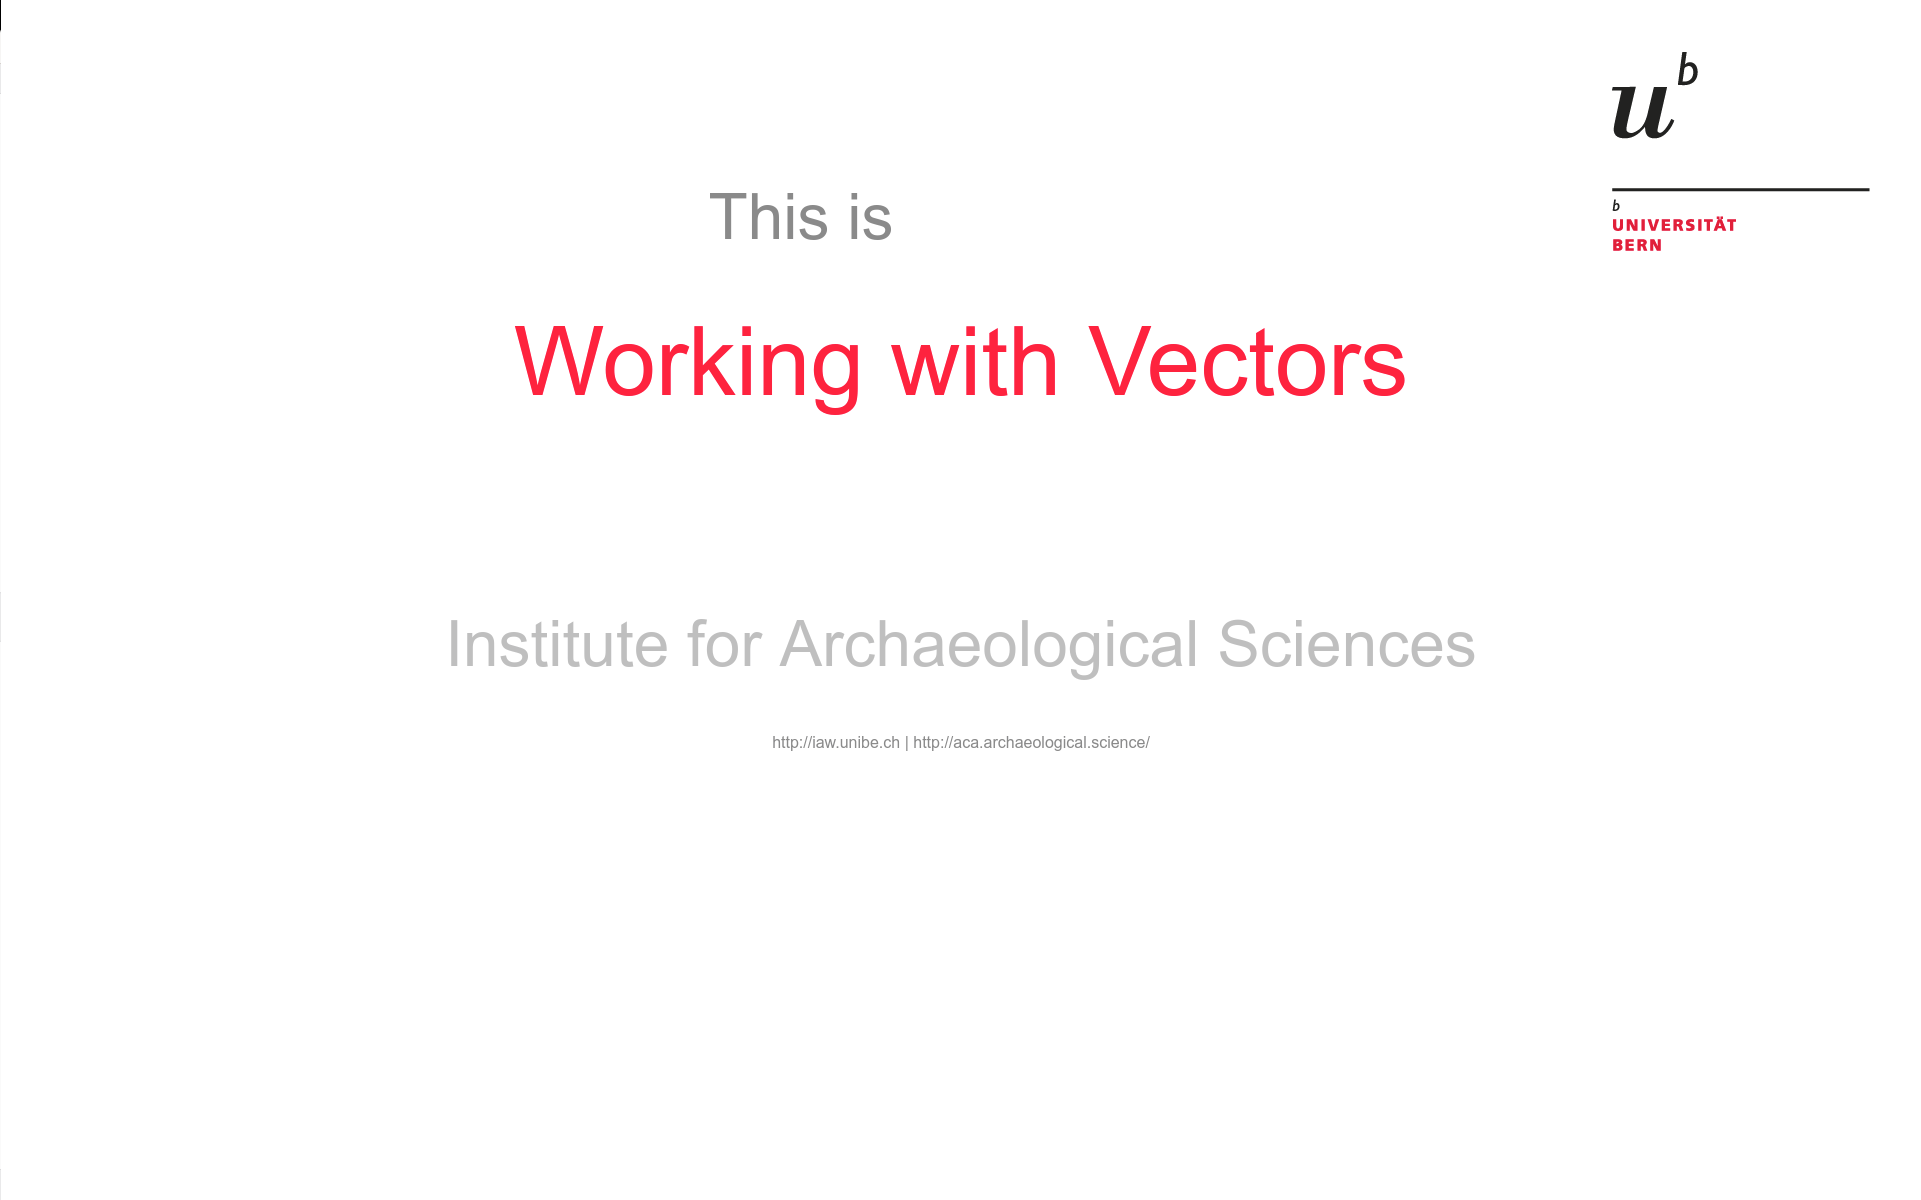 u^b
This is
b
UNIVERSITÄT
BERN
Working with Vectors
Institute for Archaeological Sciences
http://iaw.unibe.ch | http://aca.archaeological.science/